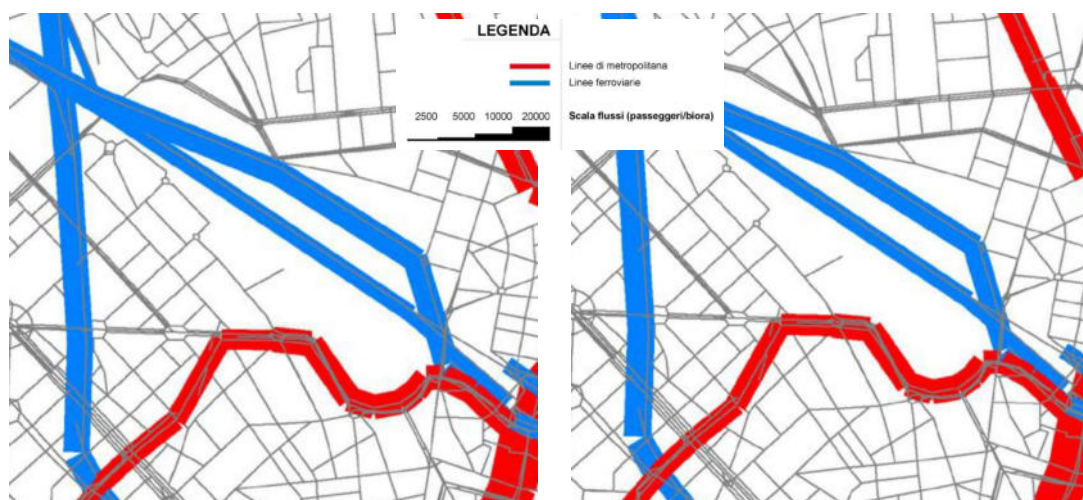 LEGENDA
Linee di metropolitana
Linee ferroviarie
2500 5000 10000 20000 Scala flussi (passeggeri/biora)